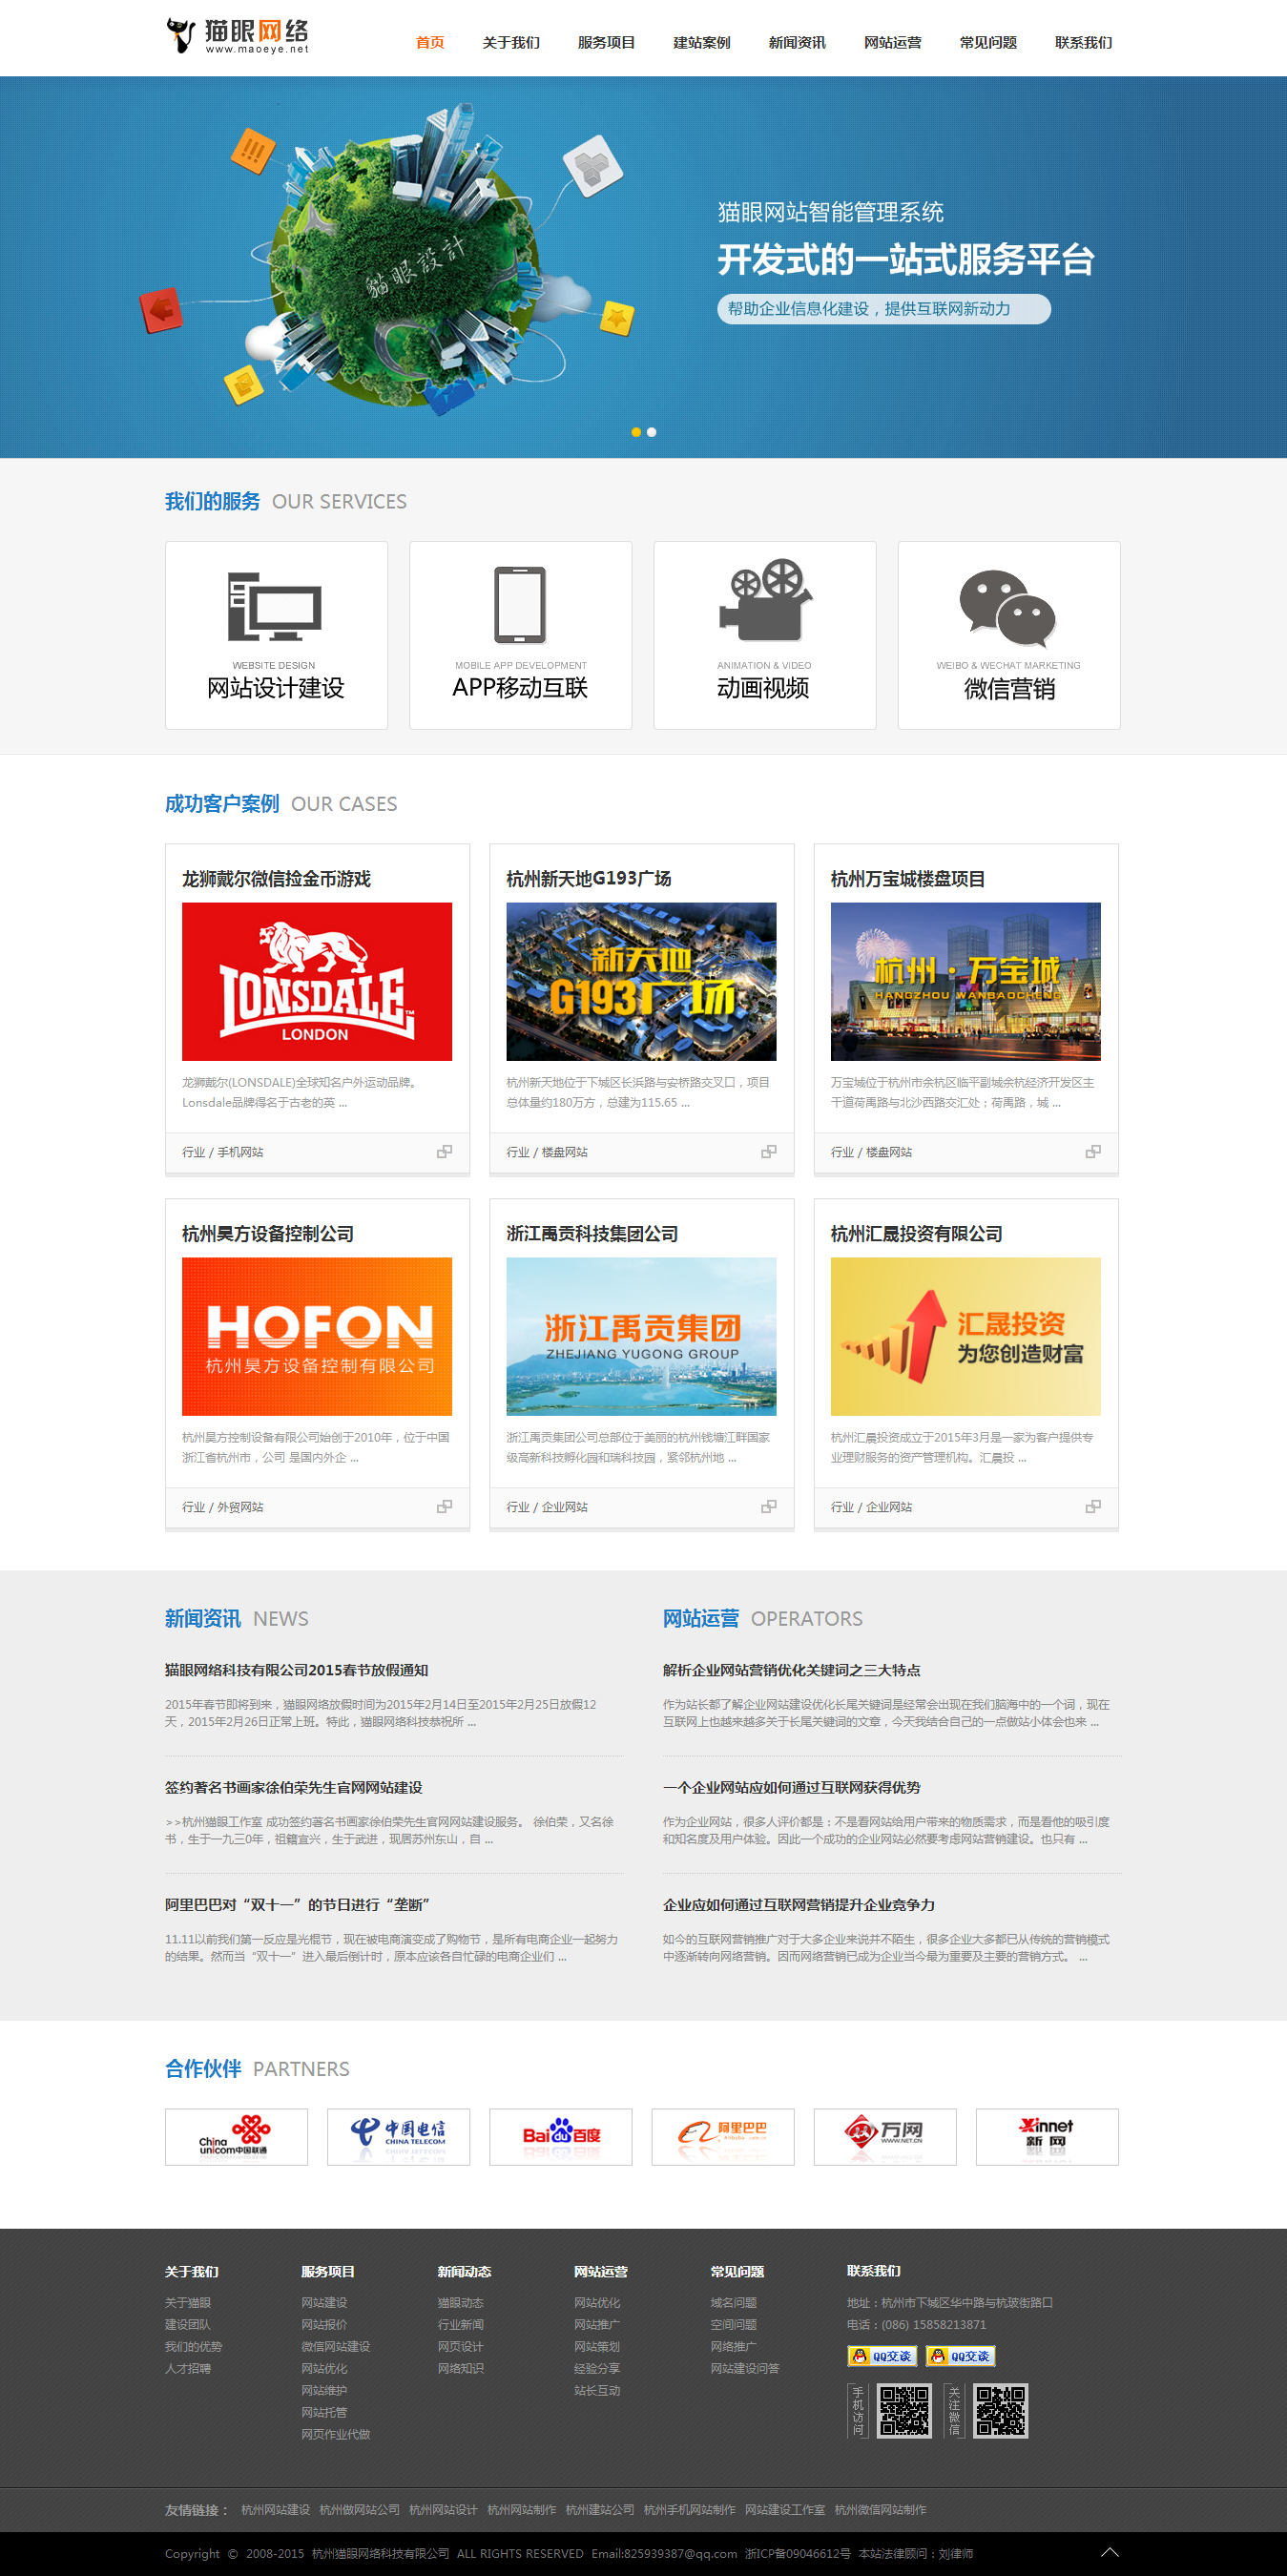 猫眼网络
www.maoeye.net
首页 关于我们 服务项目 建站案例 新闻资讯 网站运营 常见问题 联系我们
貓眼設計
猫眼网站智能管理系统
开发式的一站式服务平台
帮助企业信息化建设，提供互联网新动力
我们的服务 OUR SERVICES
WEBSITE DESIGN
网站设计建设
MOBILE APP DEVELOPMENT
APP移动互联
ANIMATION & VIDEO
动画视频
WEIBO & WECHAT MARKETING
微信营销
成功客户案例 OUR CASES
龙狮戴尔微信捡金币游戏
LONSDALE
LONDON
龙狮戴尔(LONSDALE)全球知名户外运动品牌。
Lonsdale品牌得名于古老的英 ...
行业 / 手机网站
杭州新天地G193广场
新天地
G193广场
杭州新天地位于下城区长浜路与安桥路交叉口，项目
总体量约180万方，总建为115.65 ...
行业 / 楼盘网站
杭州万宝城楼盘项目
杭州·万宝城
HANGZHOU WANBAOCHENG
万宝城位于杭州市余杭区临平副城余杭经济开发区主
干道荷禹路与北沙西路交汇处；荷禹路，城 ...
行业 / 楼盘网站
杭州昊方设备控制公司
HOFON
杭州昊方设备控制有限公司
杭州昊方控制设备有限公司始创于2010年，位于中国
浙江省杭州市，公司 是国内外企 ...
行业 / 外贸网站
浙江禹贡科技集团公司
浙江禹贡集团
ZHEJIANG YUGONG GROUP
浙江禹贡集团公司总部位于美丽的杭州钱塘江畔国家
级高新科技孵化园和瑞科技园，紧邻杭州地 ...
行业 / 企业网站
杭州汇晟投资有限公司
汇晟投资
为您创造财富
杭州汇晨投资成立于2015年3月是一家为客户提供专
业理财服务的资产管理机构。汇晨投 ...
行业 / 企业网站
新闻资讯 NEWS
猫眼网络科技有限公司2015春节放假通知
2015年春节即将到来，猫眼网络放假时间为2015年2月14日至2015年2月25日放假12
天，2015年2月26日正常上班。特此，猫眼网络科技恭祝所 ...
签约著名书画家徐伯荣先生官网网站建设
>>杭州猫眼工作室 成功签约著名书画家徐伯荣先生官网网站建设服务。 徐伯荣，又名徐
书，生于一九三0年，祖籍宜兴，生于武进，现居苏州东山，自 ...
阿里巴巴对“双十一”的节日进行“垄断”
11.11以前我们第一反应是光棍节，现在被电商演变成了购物节，是所有电商企业一起努力
的结果。然而当“双十一”进入最后倒计时，原本应该各自忙碌的电商企业们 ...
网站运营 OPERATORS
解析企业网站营销优化关键词之三大特点
作为站长都了解企业网站建设优化长尾关键词是经常会出现在我们脑海中的一个词，现在
互联网上也越来越多关于长尾关键词的文章，今天我结合自己的一点做站小体会也来 ...
一个企业网站应如何通过互联网获得优势
作为企业网站，很多人评价都是：不是看网站给用户带来的物质需求，而是看他的吸引度
和知名度及用户体验。因此一个成功的企业网站必然要考虑网站营销建设。也只有 ...
企业应如何通过互联网营销提升企业竞争力
如今的互联网营销推广对于大多企业来说并不陌生，很多企业大多都已从传统的营销模式
中逐渐转向网络营销。因而网络营销已成为企业当今最为重要及主要的营销方式。 ...
合作伙伴 PARTNERS
China unicom中国联通
中国电信
CHINA TELECOM
Bai du 百度
阿里巴巴
Alibaba.com.cn
万网
WWW.NET.CN
Xinnet
新网
关于我们
关于猫眼
建设团队
我们的优势
人才招聘
服务项目
网站建设
网站报价
微信网站建设
网站优化
网站维护
网站托管
网页作业代做
新闻动态
猫眼动态
行业新闻
网页设计
网络知识
网站运营
网站优化
网站推广
网站策划
经验分享
站长互动
常见问题
域名问题
空间问题
网络推广
网站建设问答
联系我们
地址：杭州市下城区华中路与杭玻街路口
电话：(086) 15858213871
QQ交谈 QQ交谈
手机访问
关注微信
友情链接： 杭州网站建设 杭州做网站公司 杭州网站设计 杭州网站制作 杭州建站公司 杭州手机网站制作 网站建设工作室 杭州微信网站制作
Copyright © 2008-2015 杭州猫眼网络科技有限公司 ALL RIGHTS RESERVED Email:825939387@qq.com 浙ICP备09046612号 本站法律顾问：刘律师